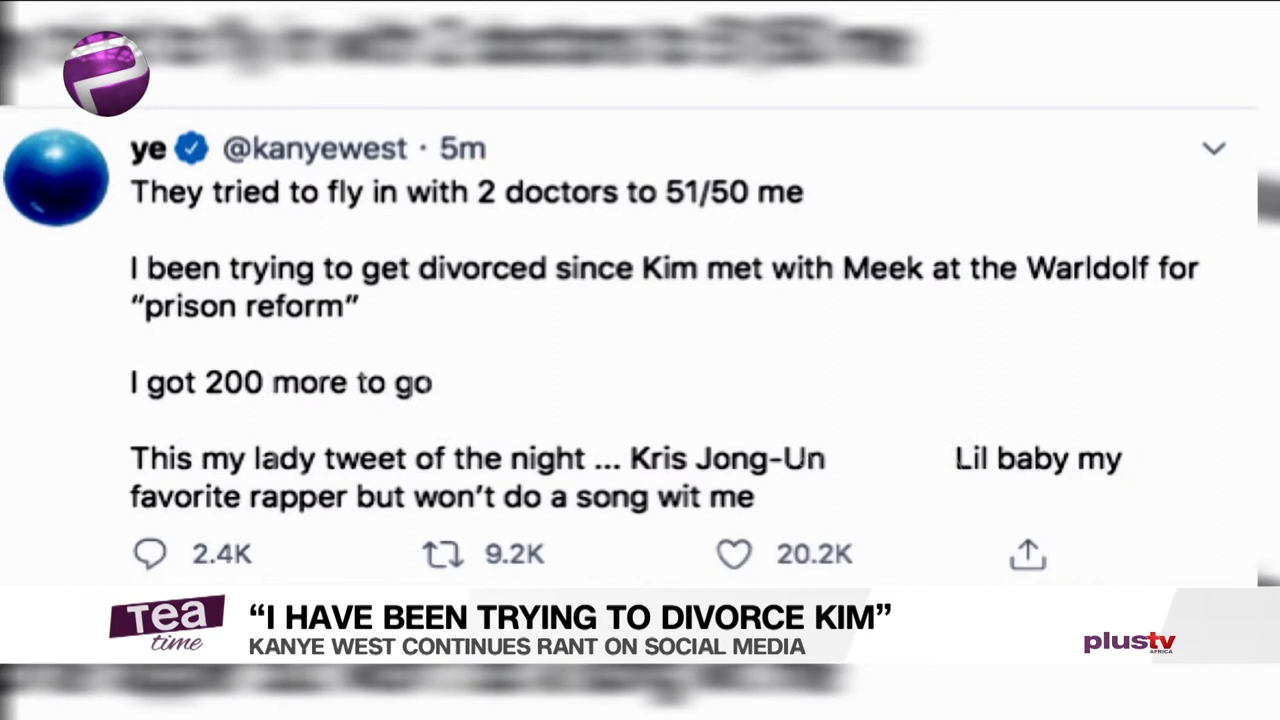 ye @kanyewest · 5m
They tried to fly in with 2 doctors to 51/50 me
I been trying to get divorced since Kim met with Meek at the Warldolf for
“prison reform”
I got 200 more to go
This my lady tweet of the night ... Kris Jong-Un Lil baby my
favorite rapper but won’t do a song wit me
2.4K 9.2K 20.2K
Tea time
“I HAVE BEEN TRYING TO DIVORCE KIM”
KANYE WEST CONTINUES RANT ON SOCIAL MEDIA
plustv
AFRICA